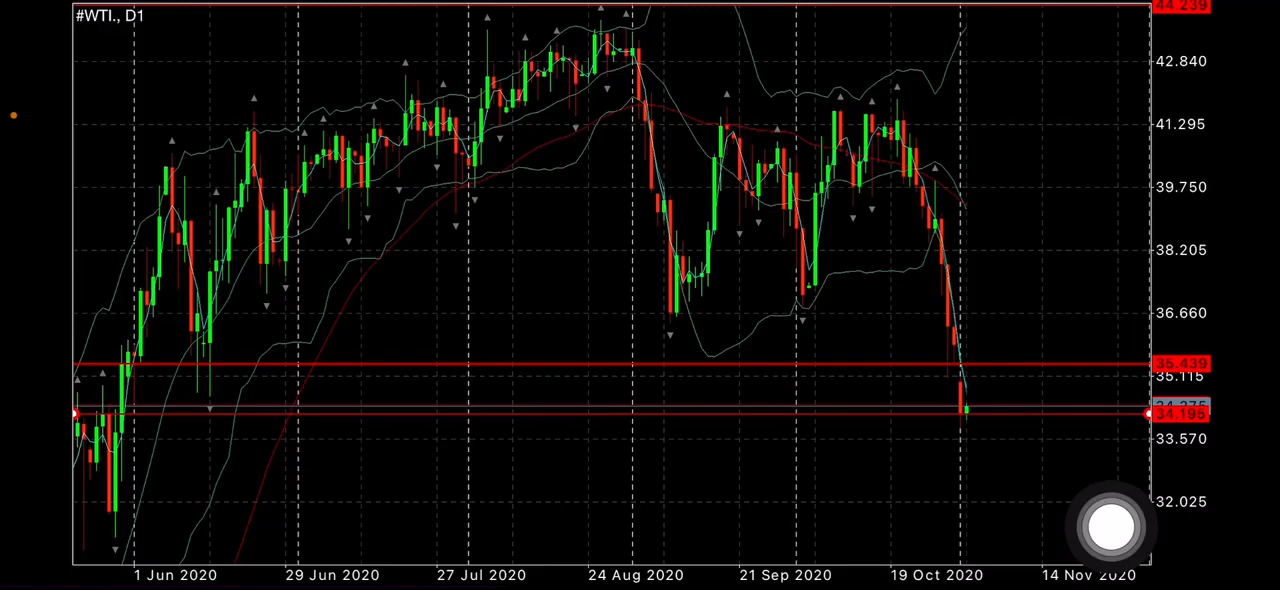 #WTI., D1
44.239
42.840
41.295
39.750
38.205
36.660
35.439
35.115
34.195
33.570
32.025
1 Jun 2020
29 Jun 2020
27 Jul 2020
24 Aug 2020
21 Sep 2020
19 Oct 2020
14 Nov 2020